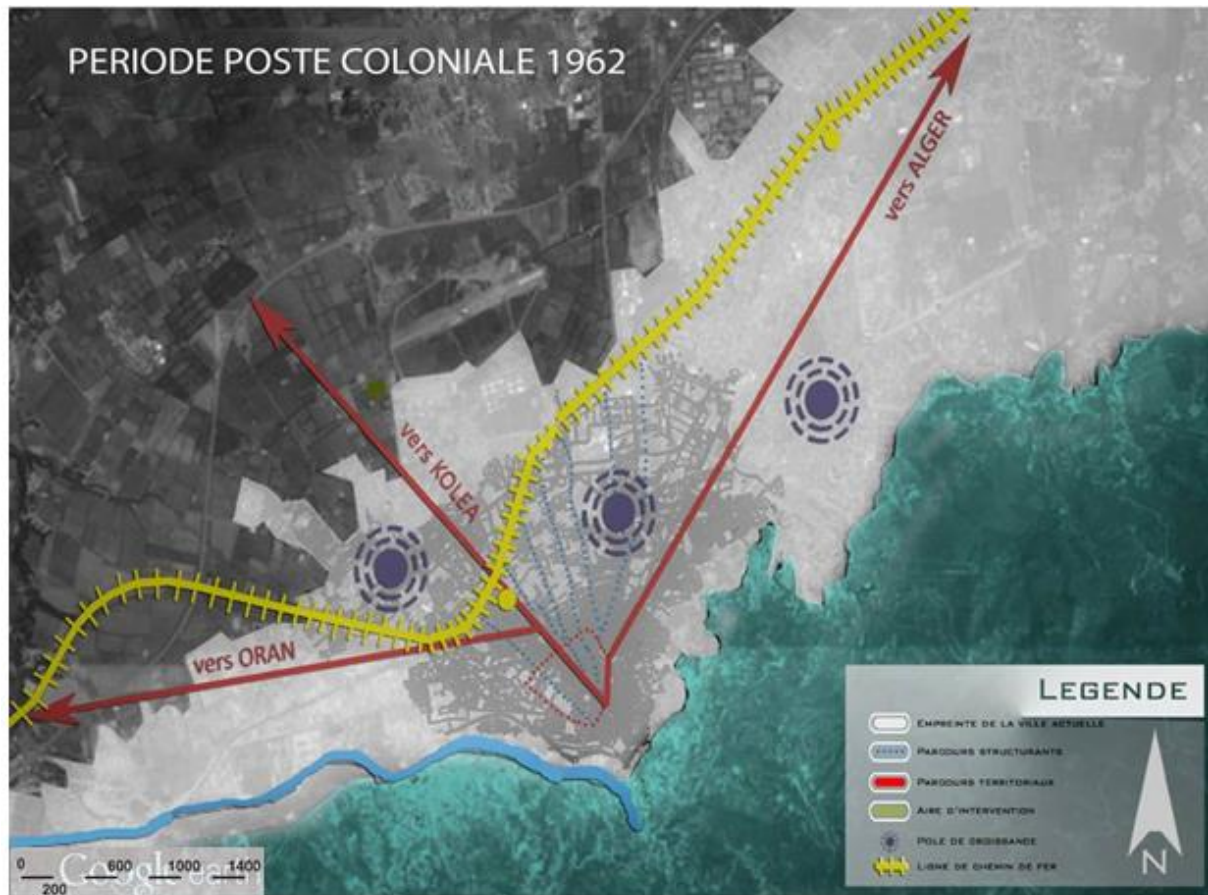 PERIODE POSTE COLONIALE 1962
vers ALGER
vers KOLEA
vers ORAN
LEGENDE
EMPREINTE DE LA VILLE ACTUELLE
PARCOURS STRUCTURANTS
PARCOURS TERRITORIAUX
AIRE D'INTERVENTION
POLE DE CROISSANDE
LIGNE DE CHEMIN DE FER
N
0 600 1000 1400
200
Google earth